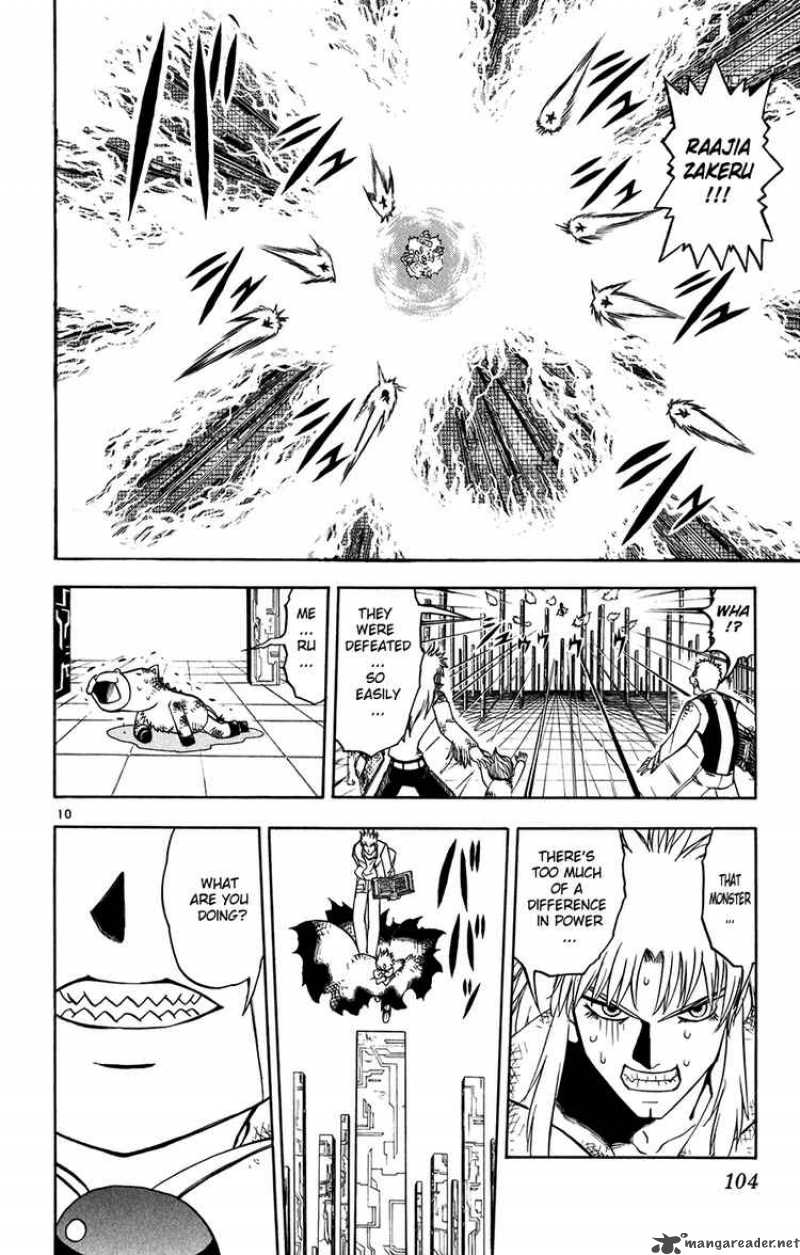 RAAJIA
ZAKERU
!!!
WHA
!?
THEY
WERE
DEFEATED
...
SO
EASILY
...
ME
...
RU
...
THAT
MONSTER
...
THERE'S
TOO MUCH
OF A
DIFFERENCE
IN POWER
...
WHAT
ARE YOU
DOING?
10
104
mangareader.net